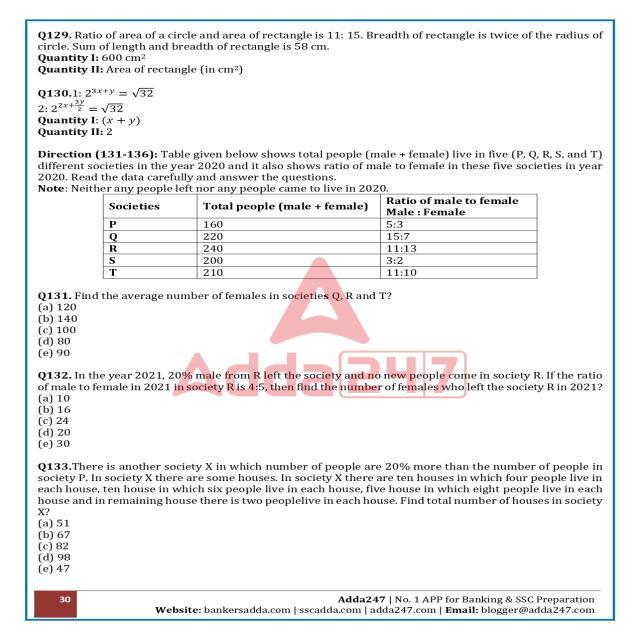 Q129. Ratio of area of a circle and area of rectangle is 11: 15. Breadth of rectangle is twice of the radius of
circle. Sum of length and breadth of rectangle is 58 cm.
Quantity I: 600 cm²
Quantity II: Area of rectangle (in cm²)
Q130.1: 2^{3x+y} = √32
2: 2^{2x+\frac{3y}{2}} = √32
Quantity I: (x + y)
Quantity II: 2
Direction (131-136): Table given below shows total people (male + female) live in five (P, Q, R, S, and T)
different societies in the year 2020 and it also shows ratio of male to female in these five societies in year
2020. Read the data carefully and answer the questions.
Note: Neither any people left nor any people came to live in 2020.
Societies Total people (male + female) Ratio of male to female
Male : Female
P 160 5:3
Q 220 15:7
R 240 11:13
S 200 3:2
T 210 11:10
Q131. Find the average number of females in societies Q, R and T?
(a) 120
(b) 140
(c) 100
(d) 80
(e) 90
Adda247
Q132. In the year 2021, 20% male from R left the society and no new people come in society R. If the ratio
of male to female in 2021 in society R is 4:5, then find the number of females who left the society R in 2021?
(a) 10
(b) 16
(c) 24
(d) 20
(e) 30
Q133.There is another society X in which number of people are 20% more than the number of people in
society P. In society X there are some houses. In society X there are ten houses in which four people live in
each house, ten house in which six people live in each house, five house in which eight people live in each
house and in remaining house there is two peoplelive in each house. Find total number of houses in society
X?
(a) 51
(b) 67
(c) 82
(d) 98
(e) 47
30 Adda247 | No. 1 APP for Banking & SSC Preparation
Website: bankersadda.com | sscadda.com | adda247.com | Email: blogger@adda247.com